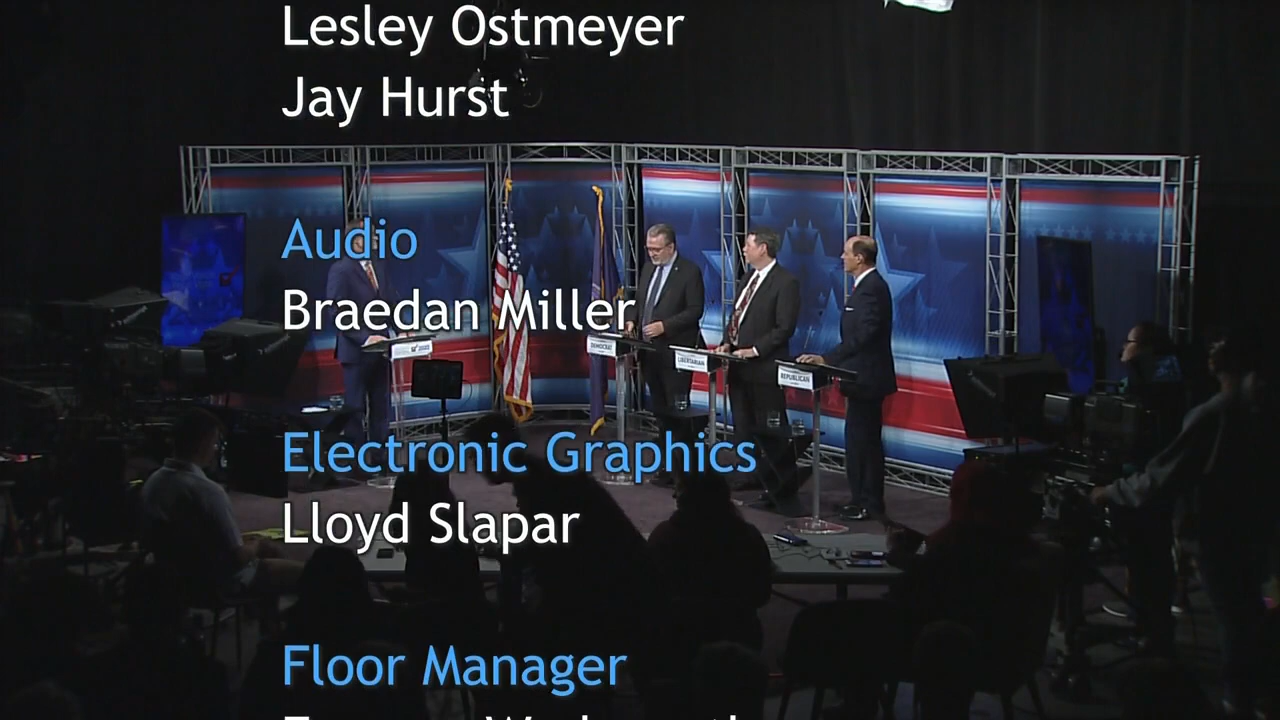 Lesley Ostmeyer
Jay Hurst
Audio
Braedan Miller
DEMOCRAT
LIBERTARIAN
REPUBLICAN
Electronic Graphics
Lloyd Slapar
Floor Manager